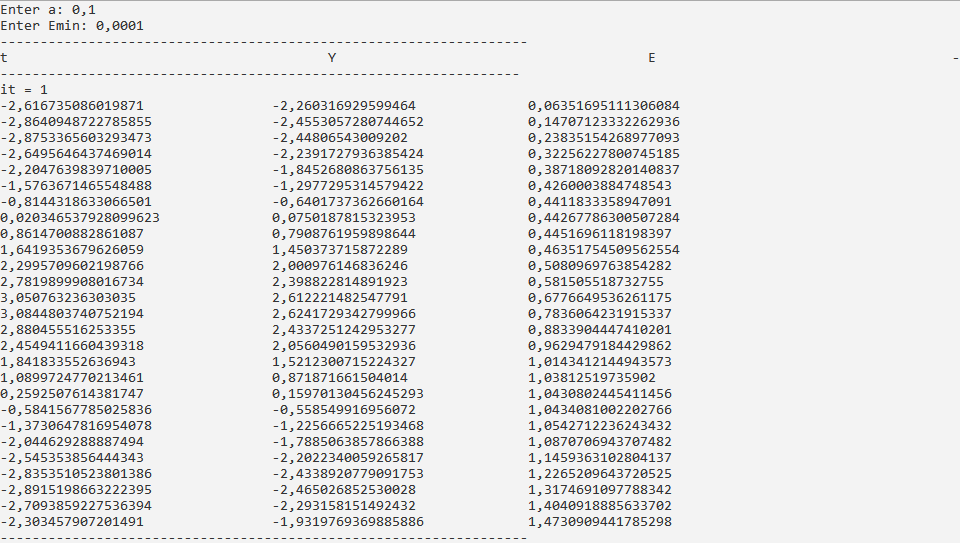 Enter a: 0,1
Enter Emin: 0,0001
------------------------------------------------------------------
t Y E -
-----------------------------------------------------------------
it = 1
-2,616735086019871 -2,260316929599464 0,06351695111306084
-2,8640948722785855 -2,4553057280744652 0,14707123332262936
-2,8753365603293473 -2,44806543009202 0,23835154268977093
-2,6495646437469014 -2,2391727936385424 0,32256227800745185
-2,2047639839710005 -1,8452680863756135 0,38718092820140837
-1,5763671465548488 -1,2977295314579422 0,4260003884748543
-0,8144318633066501 -0,6401737362660164 0,4411833358947091
0,020346537928099623 0,0750187815323953 0,44267786300507284
0,8614700882861087 0,7908761959898644 0,4451696118198397
1,6419353679626059 1,450373715872289 0,46351754509562554
2,2995709602198766 2,000976146836246 0,5080969763854282
2,7819899908016734 2,398822814891923 0,581505518732755
3,050763236303035 2,612221482547791 0,6776649536261175
3,0844803740752194 2,6241729342799966 0,7836064231915337
2,880455516253355 2,4337251242953277 0,8833904447410201
2,4549411660439318 2,0560490159532936 0,9629479184429862
1,841833552636943 1,5212300715224327 1,0143412144943573
1,0899724770213461 0,871871661504014 1,03812519735902
0,2592507614381747 0,15970130456245293 1,0430802445411456
-0,5841567785025836 -0,558549916956072 1,0434081002202766
-1,3730647816954078 -1,2256665225193468 1,0542712236243432
-2,044629288887494 -1,7885063857866388 1,0870706943707482
-2,545353856444343 -2,2022340059265817 1,1459363102804137
-2,8353510523801386 -2,4338920779091753 1,2265209643720525
-2,8915198663222395 -2,465026852530028 1,3174691097788342
-2,7093859227536394 -2,293158151492432 1,4040918885633702
-2,303457907201491 -1,9319769369885886 1,4730909441785298
------------------------------------------------------------------